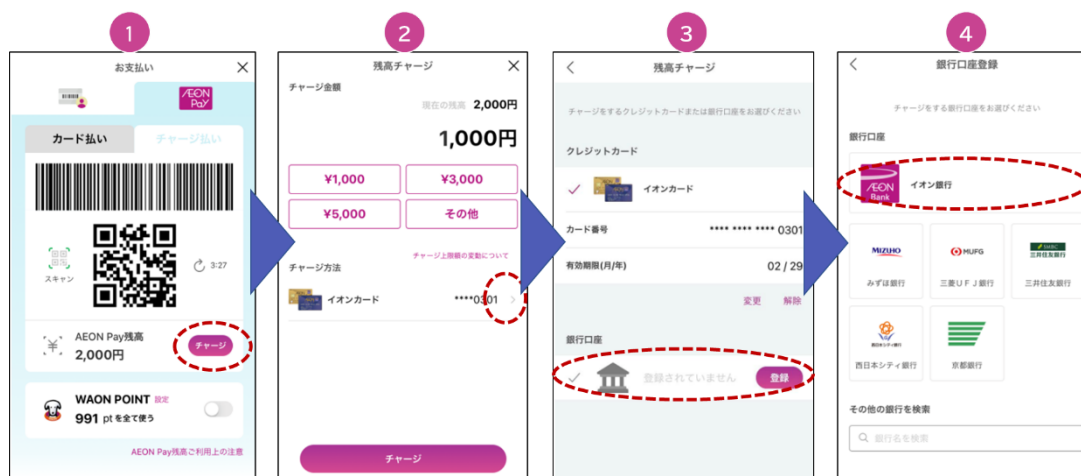 1
お支払い
AEON
Pay
カード払い
チャージ払い
スキャン
3:27
AEON Pay残高
2,000円
チャージ
WAON POINT 設定
991 pt を全て使う
AEON Pay残高ご利用上の注意
2
残高チャージ
チャージ金額
現在の残高 2,000円
1,000円
¥1,000
¥3,000
¥5,000
その他
チャージ上限額の変動について
チャージ方法
イオンカード
****0301
チャージ
3
残高チャージ
チャージをするクレジットカードまたは銀行口座をお選びください
クレジットカード
イオンカード
カード番号
**** **** **** 0301
有効期限(月/年)
02 / 29
変更 解除
銀行口座
登録されていません
登録
4
銀行口座登録
チャージをする銀行口座をお選びください
銀行口座
AEON
Bank
イオン銀行
MIZUHO
みずほ銀行
MUFG
三菱UFJ銀行
SMBC
三井住友銀行
三井住友銀行
西日本シティ銀行
西日本シティ銀行
京都銀行
その他の銀行を検索
銀行名を検索